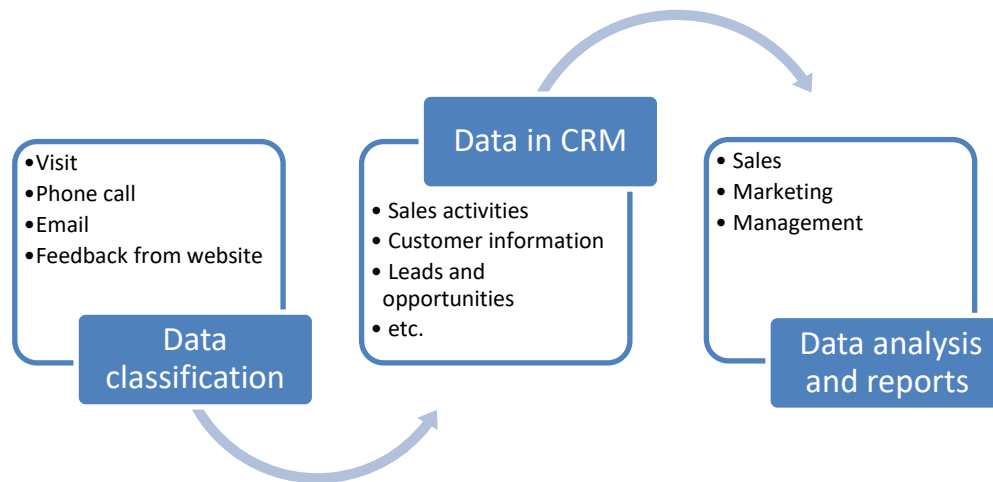 •Visit
•Phone call
•Email
•Feedback from website
Data
classification
Data in CRM
• Sales activities
• Customer information
• Leads and
opportunities
• etc.
• Sales
• Marketing
• Management
Data analysis
and reports